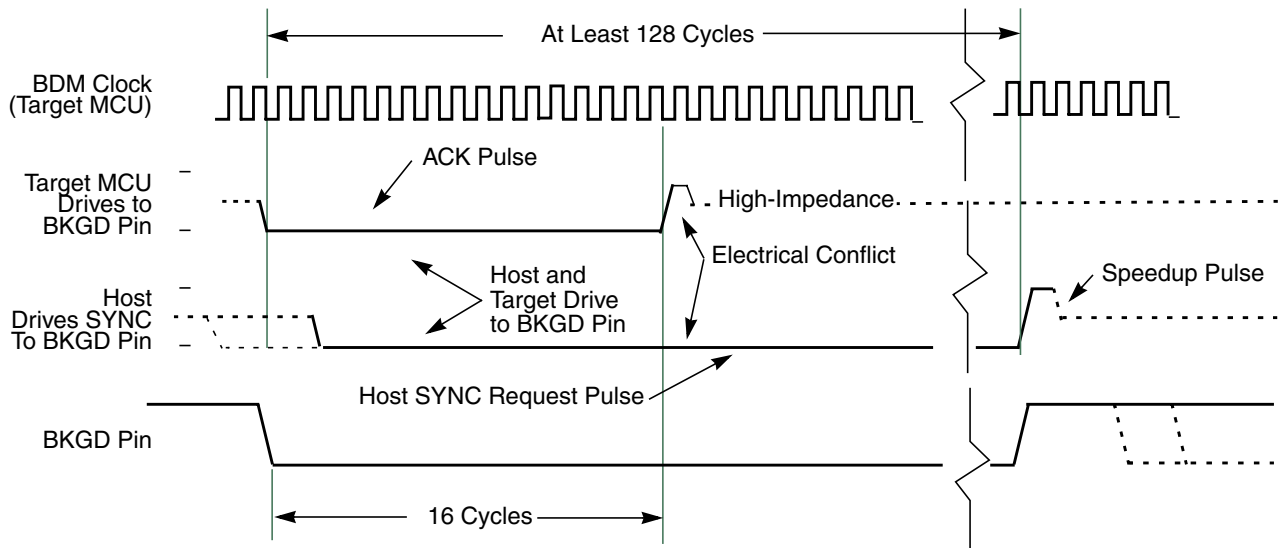 At Least 128 Cycles
BDM Clock
(Target MCU)
ACK Pulse
Target MCU
Drives to
BKGD Pin
High-Impedance
Electrical Conflict
Host and
Target Drive
to BKGD Pin
Speedup Pulse
Host
Drives SYNC
To BKGD Pin
Host SYNC Request Pulse
BKGD Pin
16 Cycles